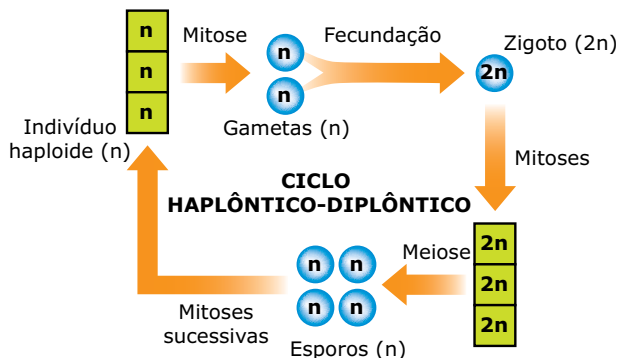 n
n
n
Mitose
n
n
Gametas (n)
Fecundação
Zigoto (2n)
2n
Indivíduo
haploide (n)
Mitoses
CICLO
HAPLÔNTICO-DIPLÔNTICO
2n
2n
2n
Meiose
n n
n n
Esporos (n)
Mitoses
sucessivas